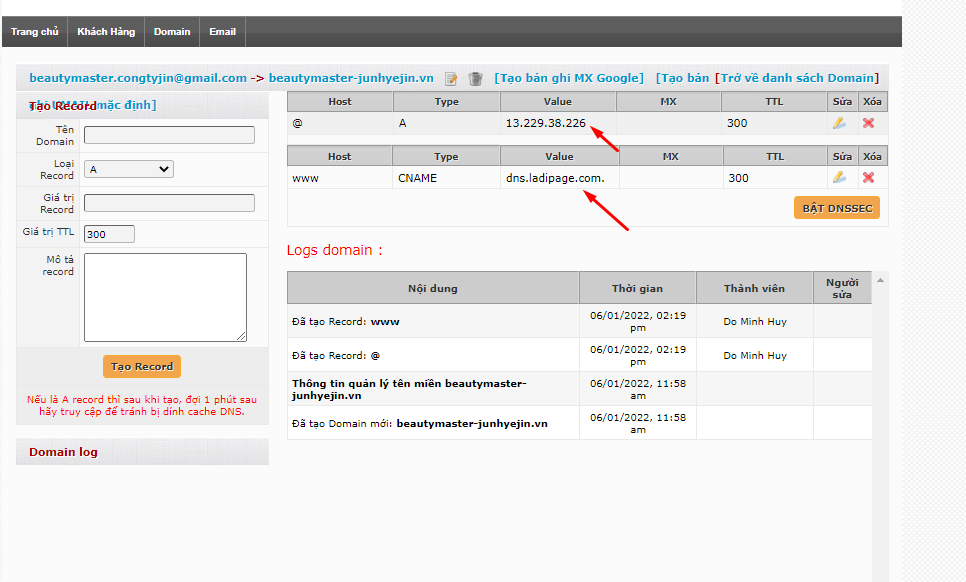 Trang chủ Khách Hàng Domain Email
beautymaster.congtyjin@gmail.com -> beautymaster-junhyejin.vn [Tạo bản ghi MX Google] [Tạo bản [Trở về danh sách Domain]
mặc định]
Tạo Record
Tên Domain
Loại Record A
Giá trị Record
Giá trị TTL 300
Mô tả record
Tạo Record
Nếu là A record thì sau khi tạo, đợi 1 phút sau
hãy truy cập để tránh bị dính cache DNS.
Domain log
Host Type Value MX TTL Sửa Xóa
@ A 13.229.38.226 300
Host Type Value MX TTL Sửa Xóa
www CNAME dns.ladipage.com. 300
BẬT DNSSEC
Logs domain :
Nội dung Thời gian Thành viên Người sửa
Đã tạo Record: www 06/01/2022, 02:19 pm Do Minh Huy
Đã tạo Record: @ 06/01/2022, 02:19 pm Do Minh Huy
Thông tin quản lý tên miền beautymaster-junhyejin.vn 06/01/2022, 11:58 am
Đã tạo Domain mới: beautymaster-junhyejin.vn 06/01/2022, 11:58 am